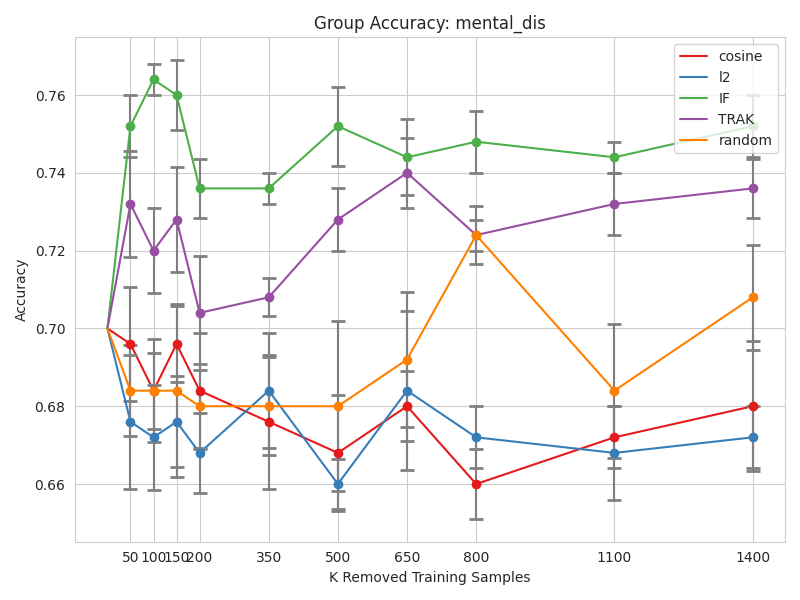 Group Accuracy: mental_dis
cosine
l2
IF
TRAK
random
Accuracy
0.76
0.74
0.72
0.70
0.68
0.66
50 100 150 200 350 500 650 800 1100 1400
K Removed Training Samples